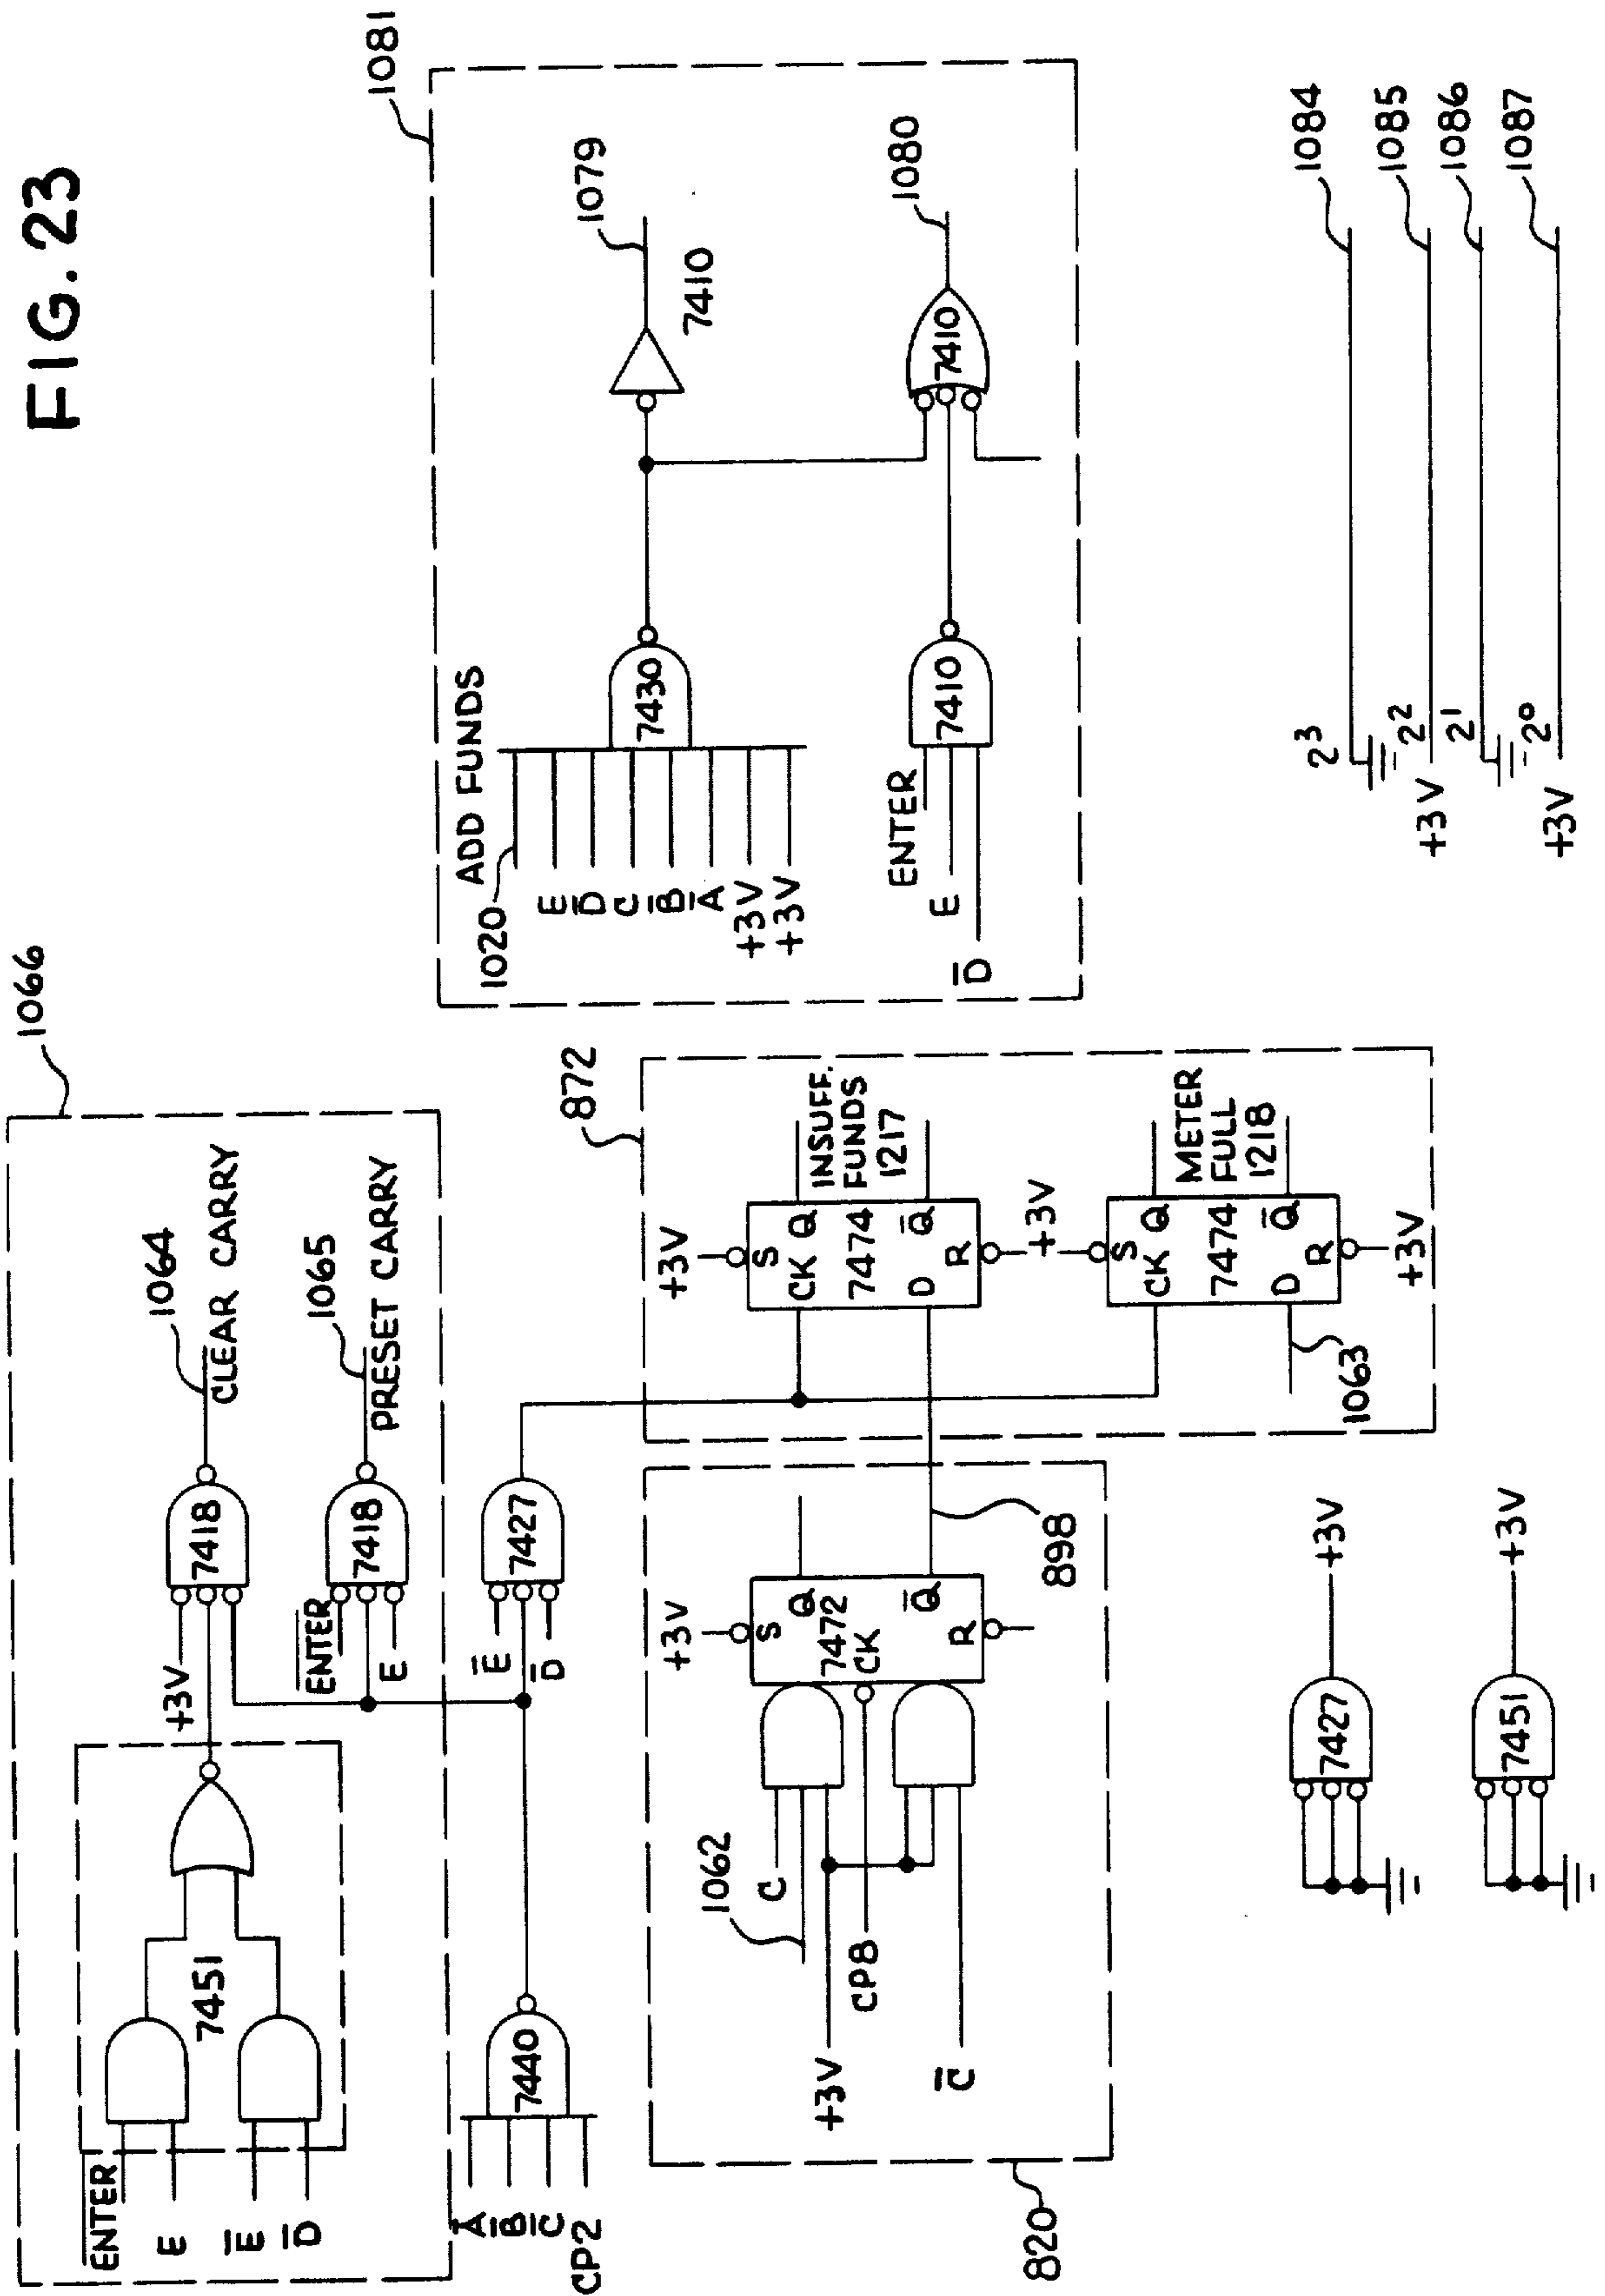 FIG. 23
1066
1064
CLEAR CARRY
1065
PRESET CARRY
+3V
7418
7418
E̅N̅T̅E̅R̅
E
7451
E̅N̅T̅E̅R̅
E
E̅
D̅
A̅
B̅
C̅
CP2
7440
E̅
D̅
7427
1081
ADD FUNDS
1020
E
D̅
C
B̅
A̅
+3V
+3V
7430
1079
7410
ENTER
E
D̅
7410
7410
1080
872
+3V
S
CK Q
7474
D Q̅
R
INSUFF.
FUNDS
1217
+3V
S
CK Q
7474
D Q̅
R
+3V
METER
FULL
1218
1063
820
1062
C
+3V
CP8
C̅
+3V
S
Q
7472
CK
Q̅
R
898
7427
+3V
7451
+3V
2³
1084
2²
+3V
1085
2¹
1086
2⁰
+3V
1087